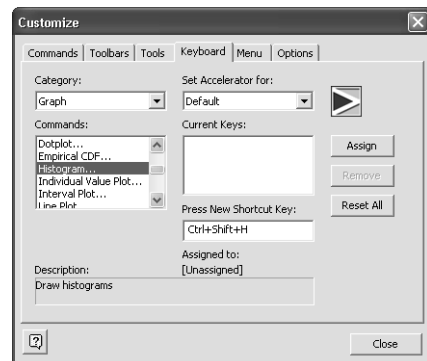 Customize
Commands Toolbars Tools Keyboard Menu Options
Category:
Graph
Set Accelerator for:
Default
Commands:
Dotplot...
Empirical CDF...
Histogram...
Individual Value Plot...
Interval Plot...
Line Plot
Current Keys:
Press New Shortcut Key:
Ctrl+Shift+H
Assigned to:
[Unassigned]
Assign
Remove
Reset All
Description:
Draw histograms
?
Close